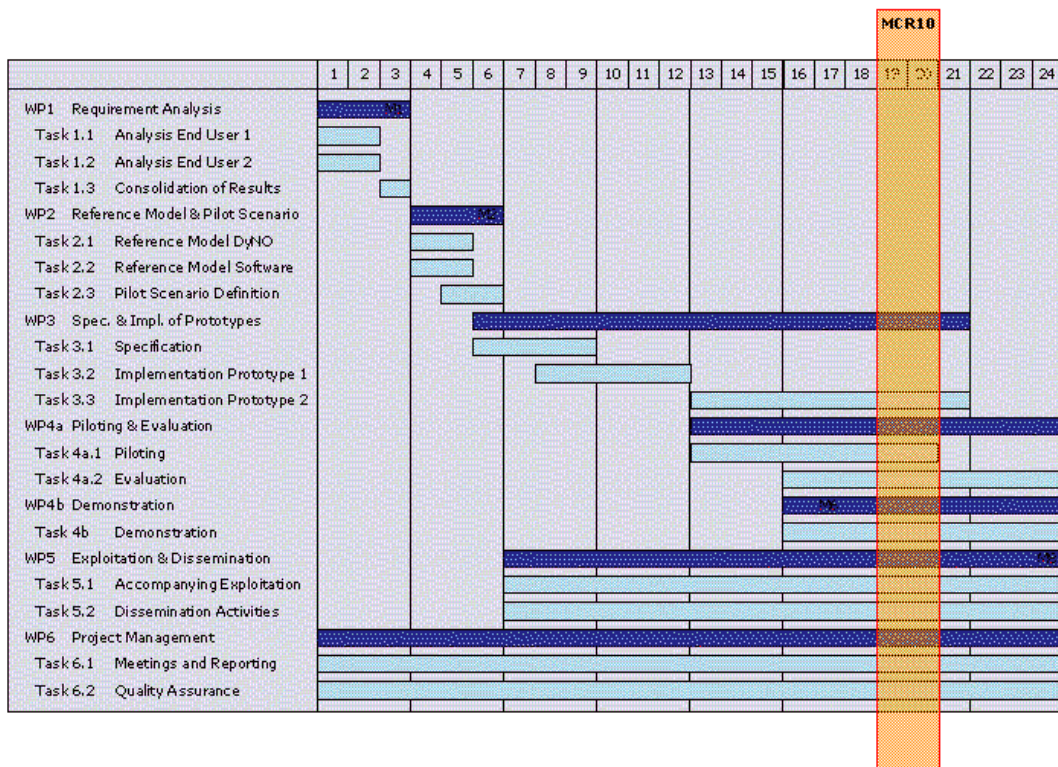 MCR10
1 2 3 4 5 6 7 8 9 10 11 12 13 14 15 16 17 18 19 20 21 22 23 24
WP1 Requirement Analysis M1
Task 1.1 Analysis End User 1
Task 1.2 Analysis End User 2
Task 1.3 Consolidation of Results
WP2 Reference Model & Pilot Scenario M2
Task 2.1 Reference Model DyNO
Task 2.2 Reference Model Software
Task 2.3 Pilot Scenario Definition
WP3 Spec. & Impl. of Prototypes
Task 3.1 Specification
Task 3.2 Implementation Prototype 1
Task 3.3 Implementation Prototype 2
WP4a Piloting & Evaluation
Task 4a.1 Piloting
Task 4a.2 Evaluation
WP4b Demonstration
Task 4b Demonstration
WP5 Exploitation & Dissemination
Task 5.1 Accompanying Exploitation
Task 5.2 Dissemination Activities
WP6 Project Management
Task 6.1 Meetings and Reporting
Task 6.2 Quality Assurance